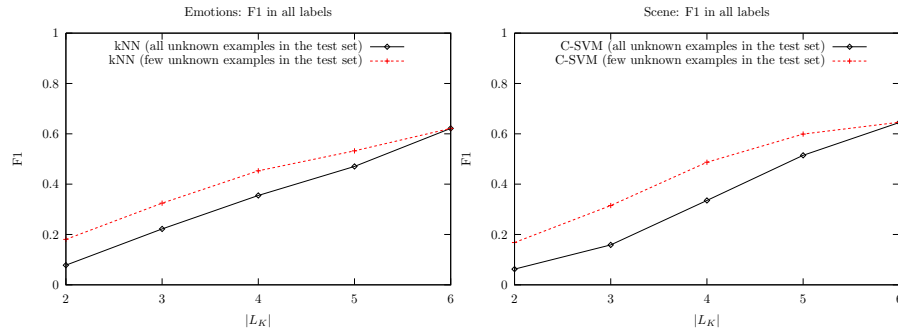 Emotions: F1 in all labels
1
0.8
0.6
0.4
0.2
0
F1
kNN (all unknown examples in the test set)
kNN (few unknown examples in the test set)
2 3 4 5 6
|L_K|
Scene: F1 in all labels
1
0.8
0.6
0.4
0.2
0
F1
C-SVM (all unknown examples in the test set)
C-SVM (few unknown examples in the test set)
2 3 4 5 6
|L_K|